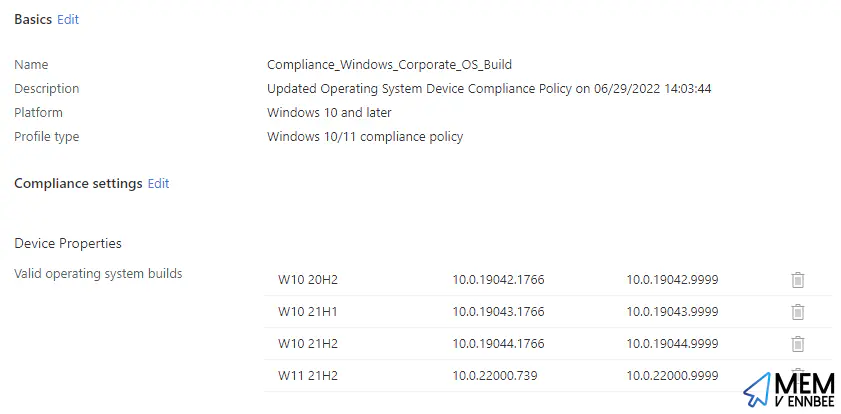 Basics Edit
Name Compliance_Windows_Corporate_OS_Build
Description Updated Operating System Device Compliance Policy on 06/29/2022 14:03:44
Platform Windows 10 and later
Profile type Windows 10/11 compliance policy
Compliance settings Edit
Device Properties
Valid operating system builds
W10 20H2 10.0.19042.1766 10.0.19042.9999
W10 21H1 10.0.19043.1766 10.0.19043.9999
W10 21H2 10.0.19044.1766 10.0.19044.9999
W11 21H2 10.0.22000.739 10.0.22000.9999
MEM
V ENNBEE